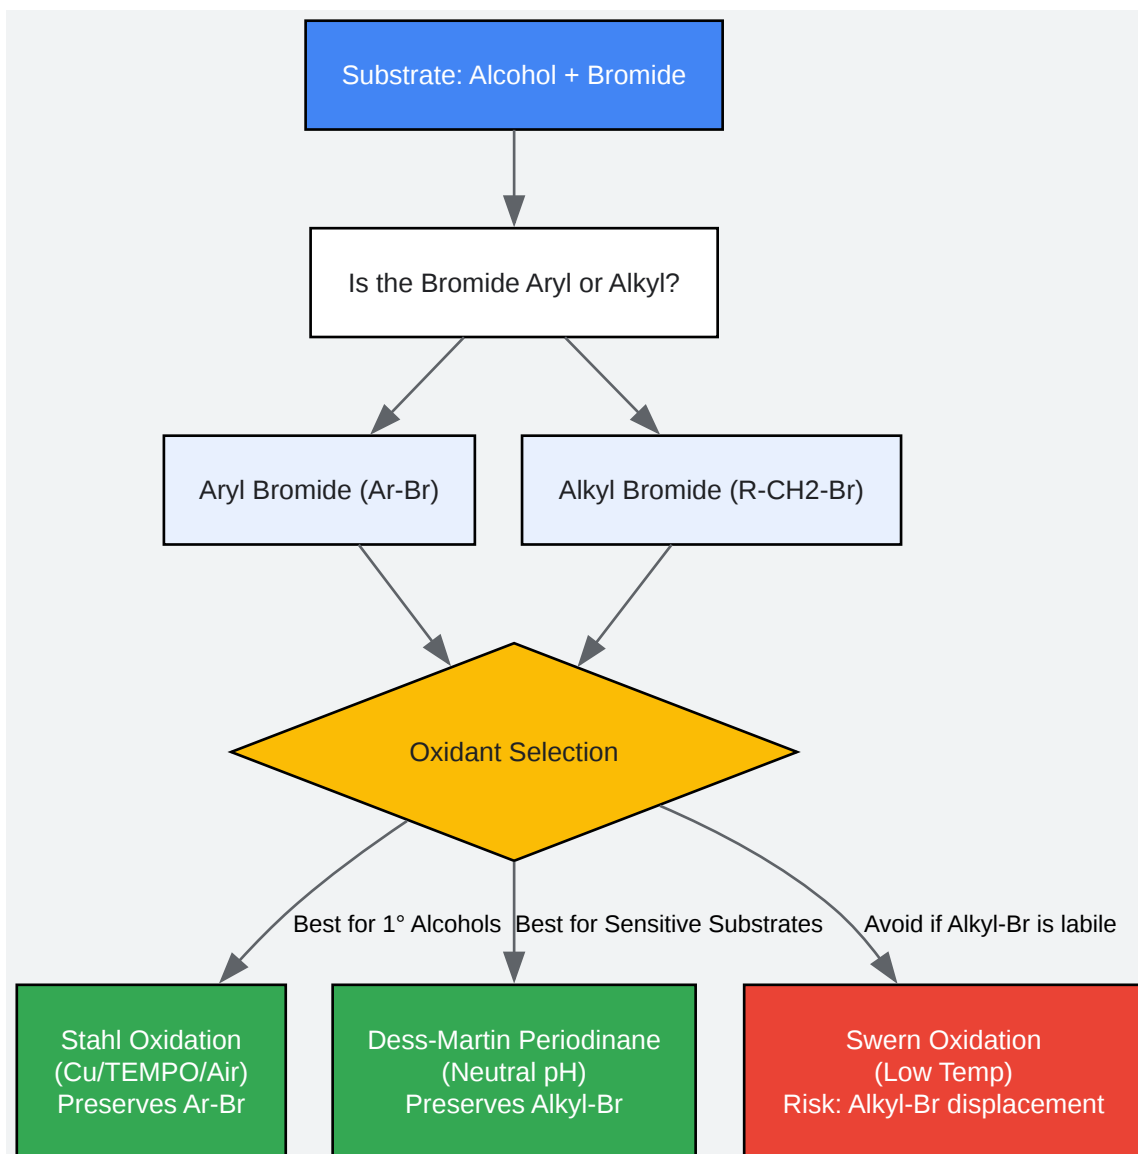 Substrate: Alcohol + Bromide
Is the Bromide Aryl or Alkyl?
Aryl Bromide (Ar-Br)
Alkyl Bromide (R-CH2-Br)
Oxidant Selection
Best for 1° Alcohols
Best for Sensitive Substrates
Avoid if Alkyl-Br is labile
Stahl Oxidation
(Cu/TEMPO/Air)
Preserves Ar-Br
Dess-Martin Periodinane
(Neutral pH)
Preserves Alkyl-Br
Swern Oxidation
(Low Temp)
Risk: Alkyl-Br displacement